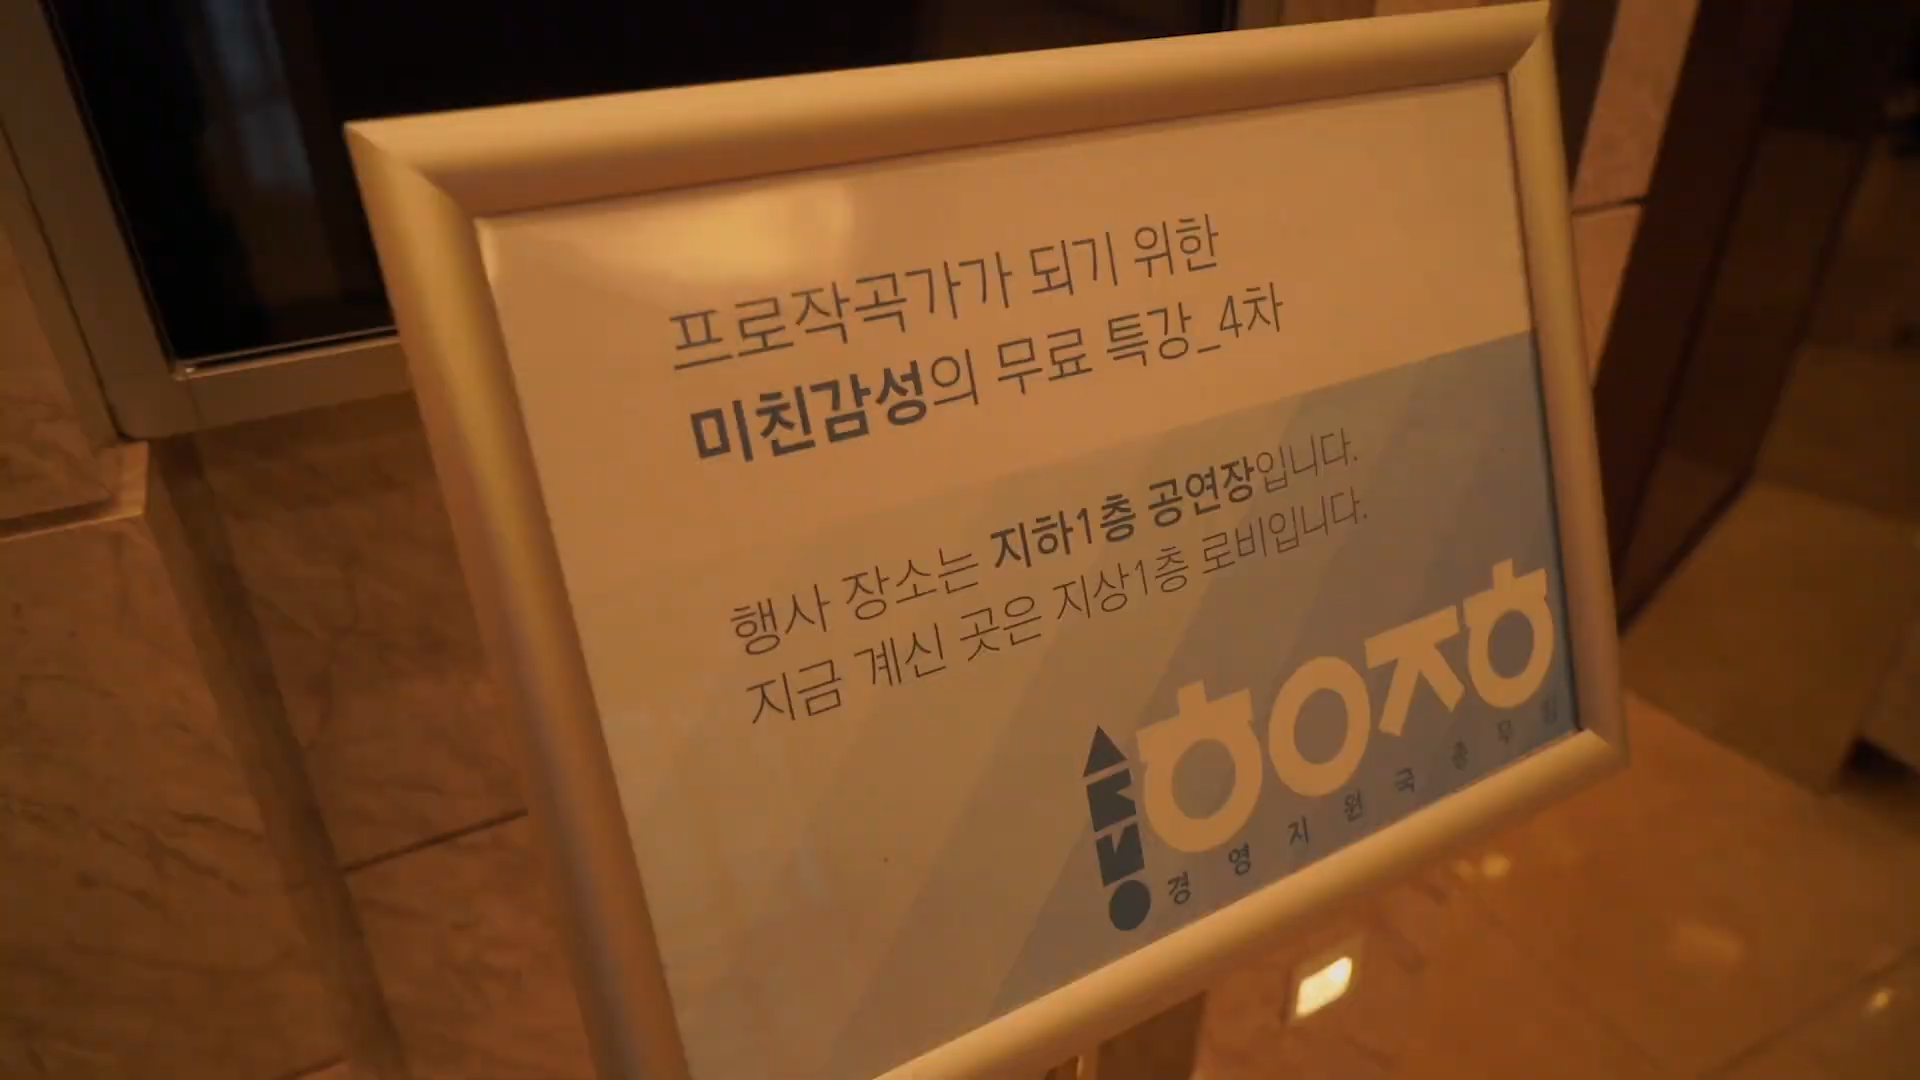 프로작곡가가 되기 위한
미친감성의 무료 특강_4차
행사 장소는 지하1층 공연장입니다.
지금 계신 곳은 지상1층 로비입니다.
ㅎㅇㅈㅎ
경영지원국총무팀